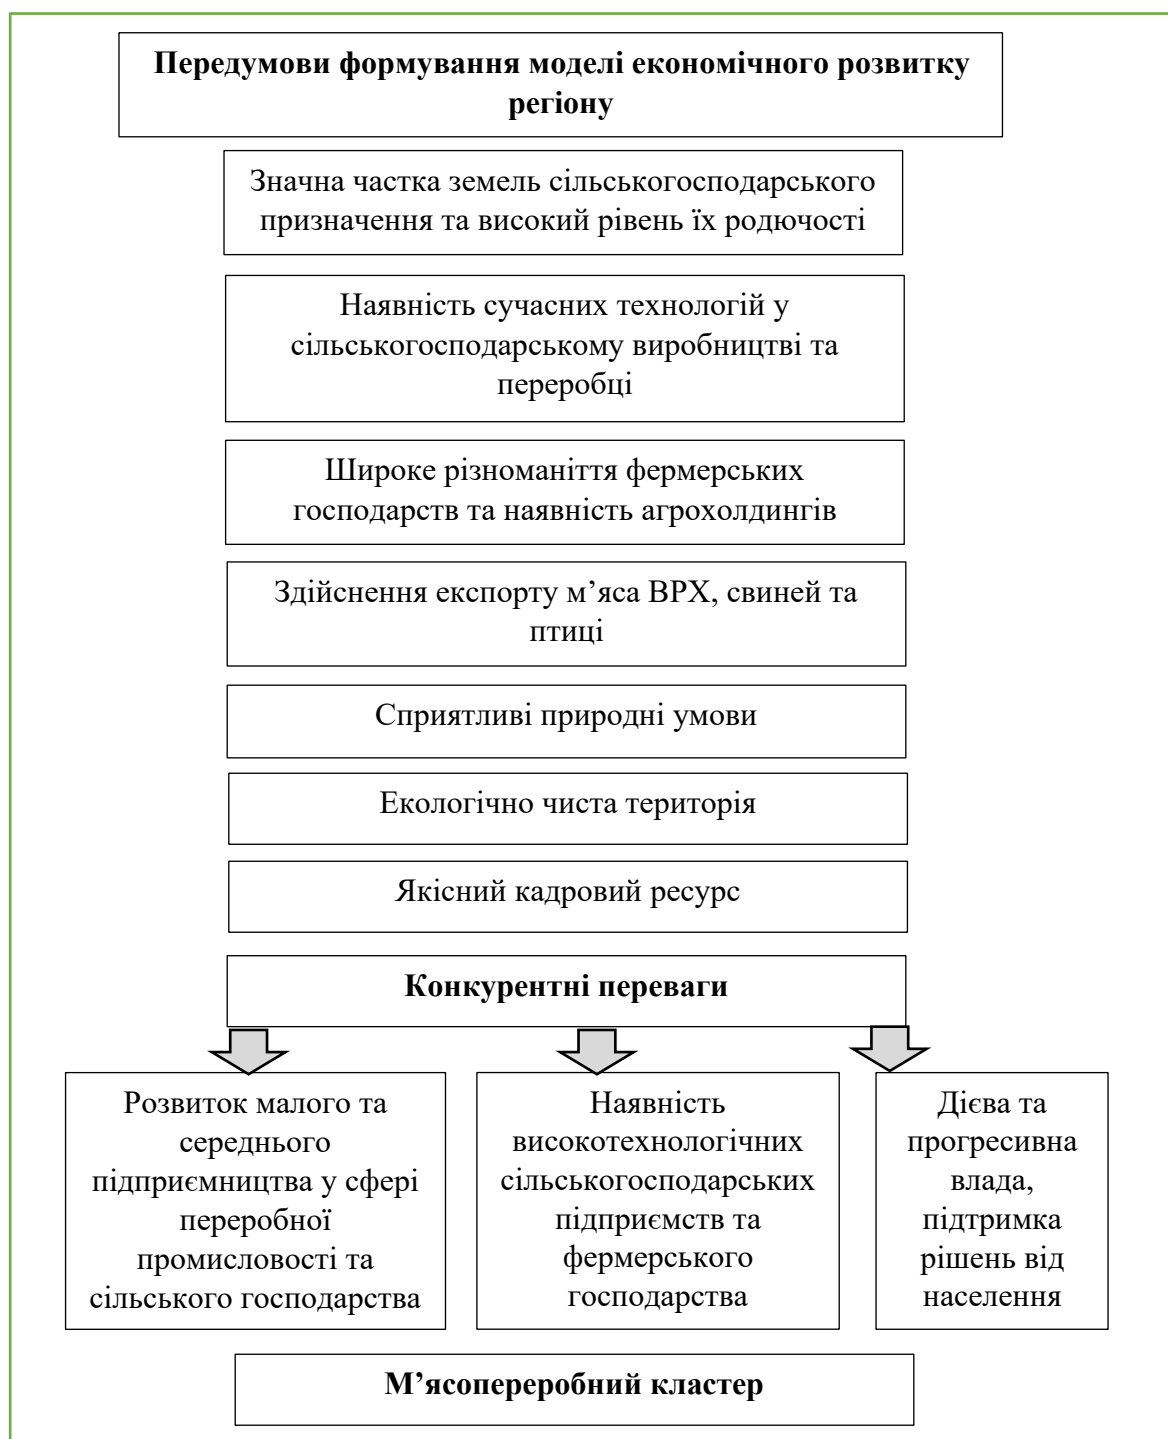 Передумови формування моделі економічного розвитку
регіону
Значна частка земель сільськогосподарського
призначення та високий рівень їх родючості
Наявність сучасних технологій у
сільськогосподарському виробництві та
переробці
Широке різноманіття фермерських
господарств та наявність агрохолдингів
Здійснення експорту м’яса ВРХ, свиней та
птиці
Сприятливі природні умови
Екологічно чиста територія
Якісний кадровий ресурс
Конкурентні переваги
Розвиток малого та
середнього
підприємництва у сфері
переробної
промисловості та
сільського господарства
Наявність
високотехнологічних
сільськогосподарських
підприємств та
фермерського
господарства
Дієва та
прогресивна
влада,
підтримка
рішень від
населення
М’ясопереробний кластер